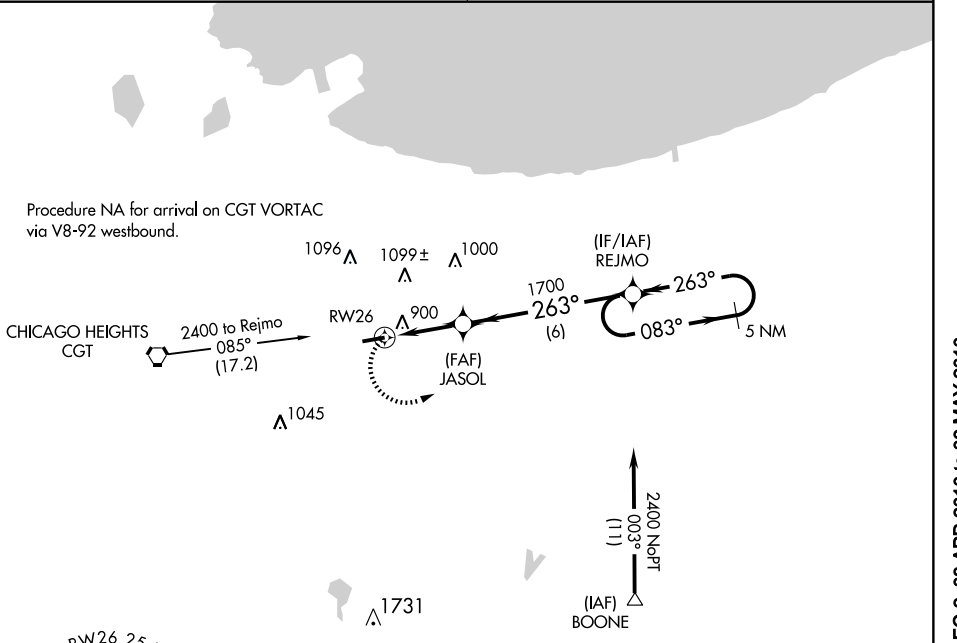 Procedure NA for arrival on CGT VORTAC
via V8-92 westbound.
1096
1099±
1000
(IF/IAF)
REJMO
1700
263°
(6)
263°
083°
5 NM
RW26
900
(FAF)
JASOL
CHICAGO HEIGHTS
CGT
2400 to Rejmo
085°
(17.2)
1045
2400 NoPT
003°
(11)
(IAF)
BOONE
1731
RW26 25